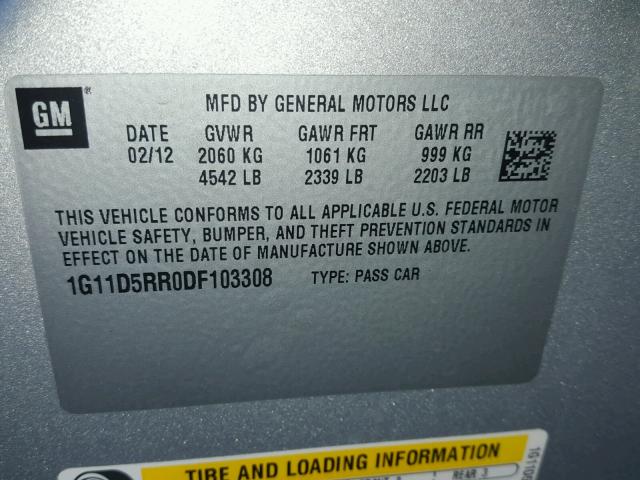 GM ®
MFD BY GENERAL MOTORS LLC
DATE GVWR GAWR FRT GAWR RR
02/12 2060 KG 1061 KG 999 KG
4542 LB 2339 LB 2203 LB
THIS VEHICLE CONFORMS TO ALL APPLICABLE U.S. FEDERAL MOTOR
VEHICLE SAFETY, BUMPER, AND THEFT PREVENTION STANDARDS IN
EFFECT ON THE DATE OF MANUFACTURE SHOWN ABOVE.
1G11D5RR0DF103308 TYPE: PASS CAR
TIRE AND LOADING INFORMATION
REAR 3